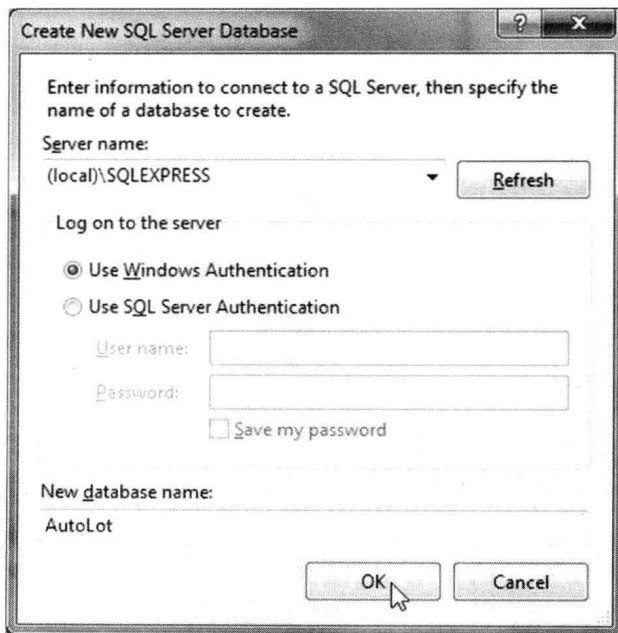 Create New SQL Server Database
?
X
Enter information to connect to a SQL Server, then specify the
name of a database to create.
Server name:
(local)\SQLEXPRESS
Refresh
Log on to the server
Use Windows Authentication
Use SQL Server Authentication
User name:
Password:
Save my password
New database name:
AutoLot
OK
Cancel